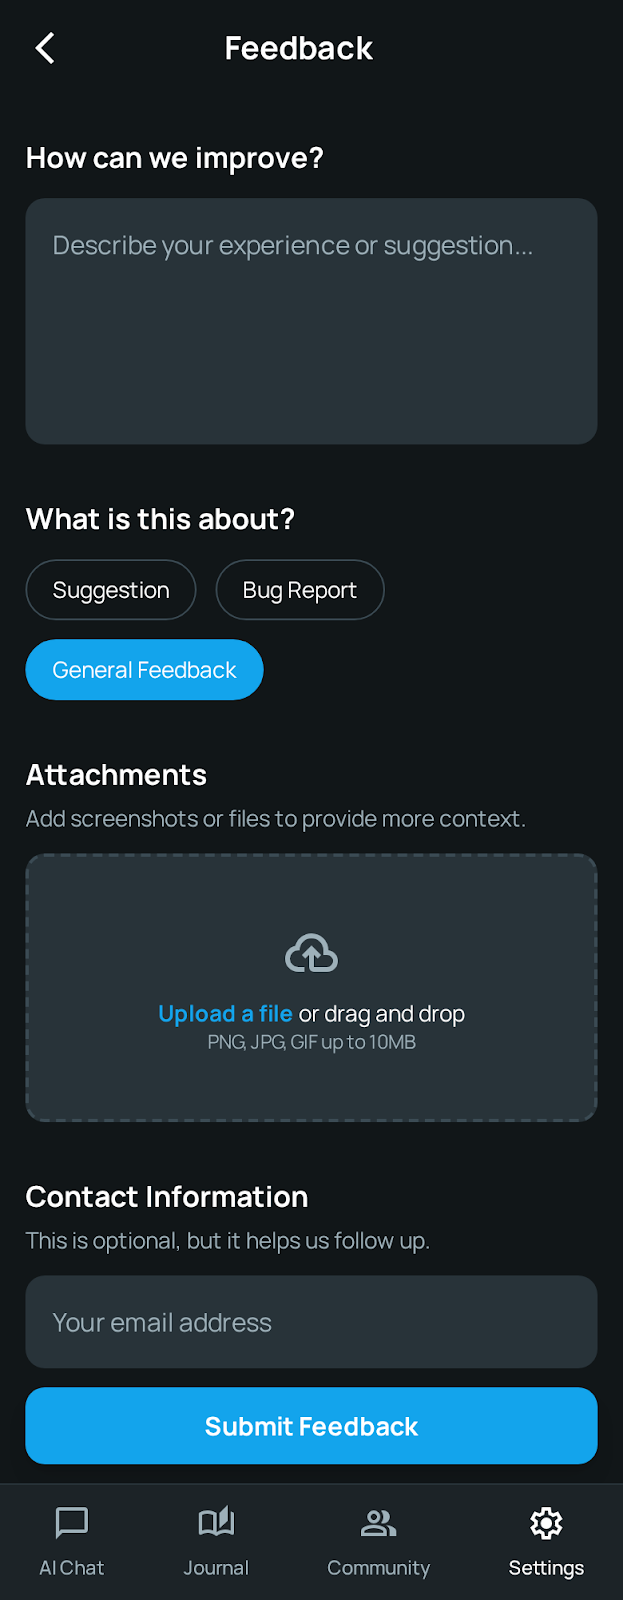 Feedback
How can we improve?
Describe your experience or suggestion...
What is this about?
Suggestion
Bug Report
General Feedback
Attachments
Add screenshots or files to provide more context.
Upload a file or drag and drop
PNG, JPG, GIF up to 10MB
Contact Information
This is optional, but it helps us follow up.
Your email address
Submit Feedback
AI Chat
Journal
Community
Settings